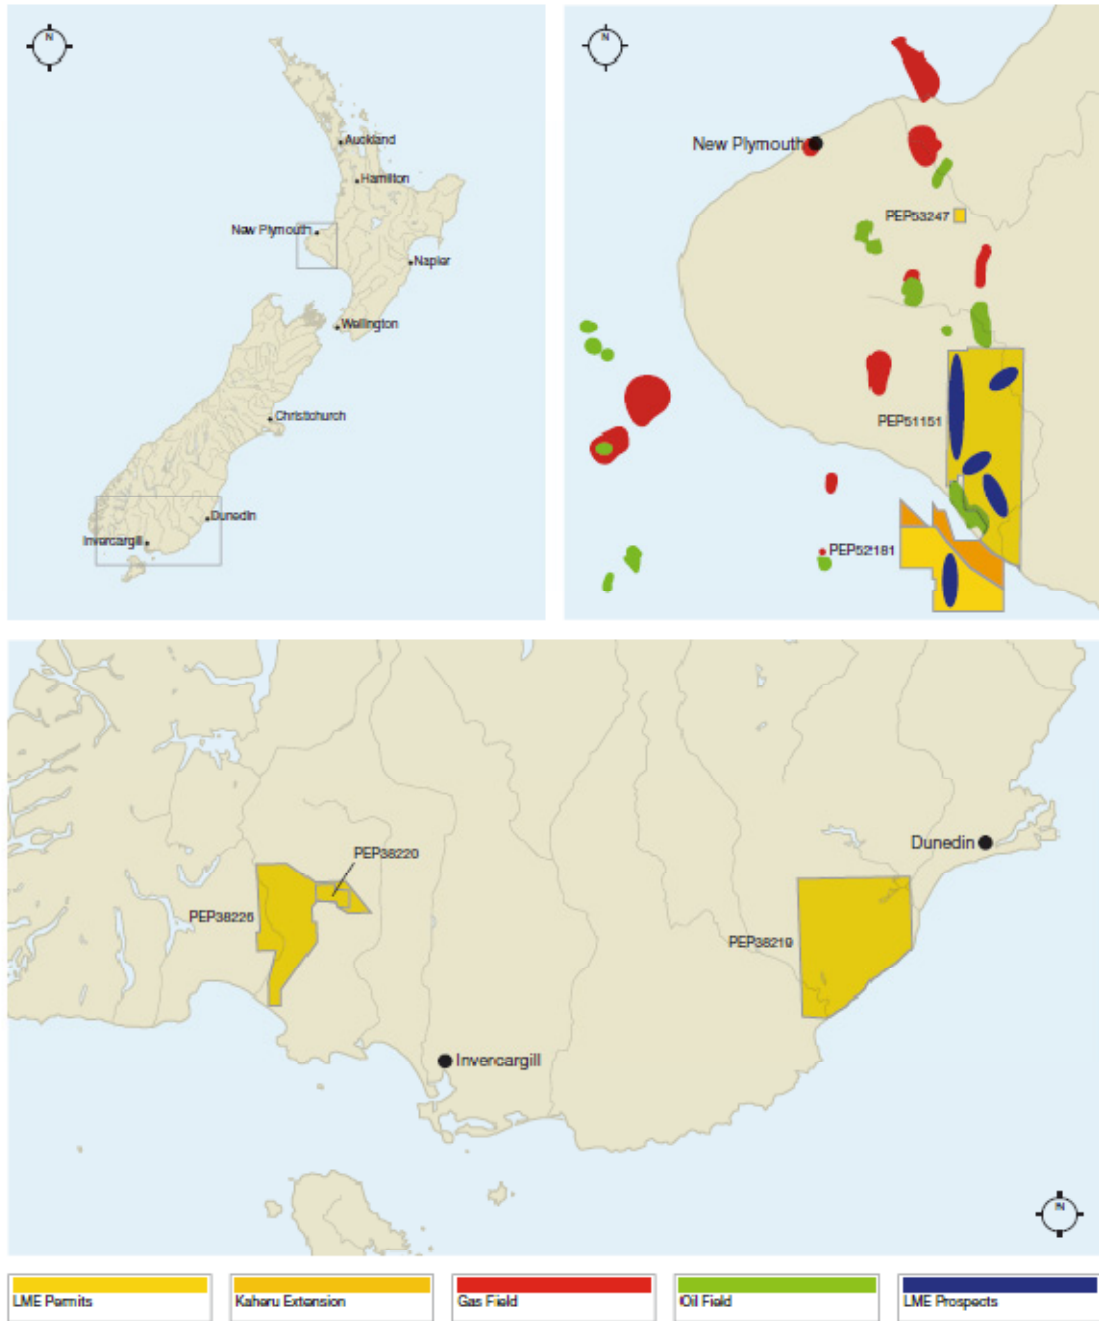 N
Auckland
Hamilton
New Plymouth
Napier
Wellington
Christchurch
Dunedin
Invercargill
N
New Plymouth
PEP53247
PEP51151
PEP52181
PEP38220
PEP38226
Dunedin
PEP38219
Invercargill
N
LME Permits
Kaheru Extension
Gas Field
Oil Field
LME Prospects